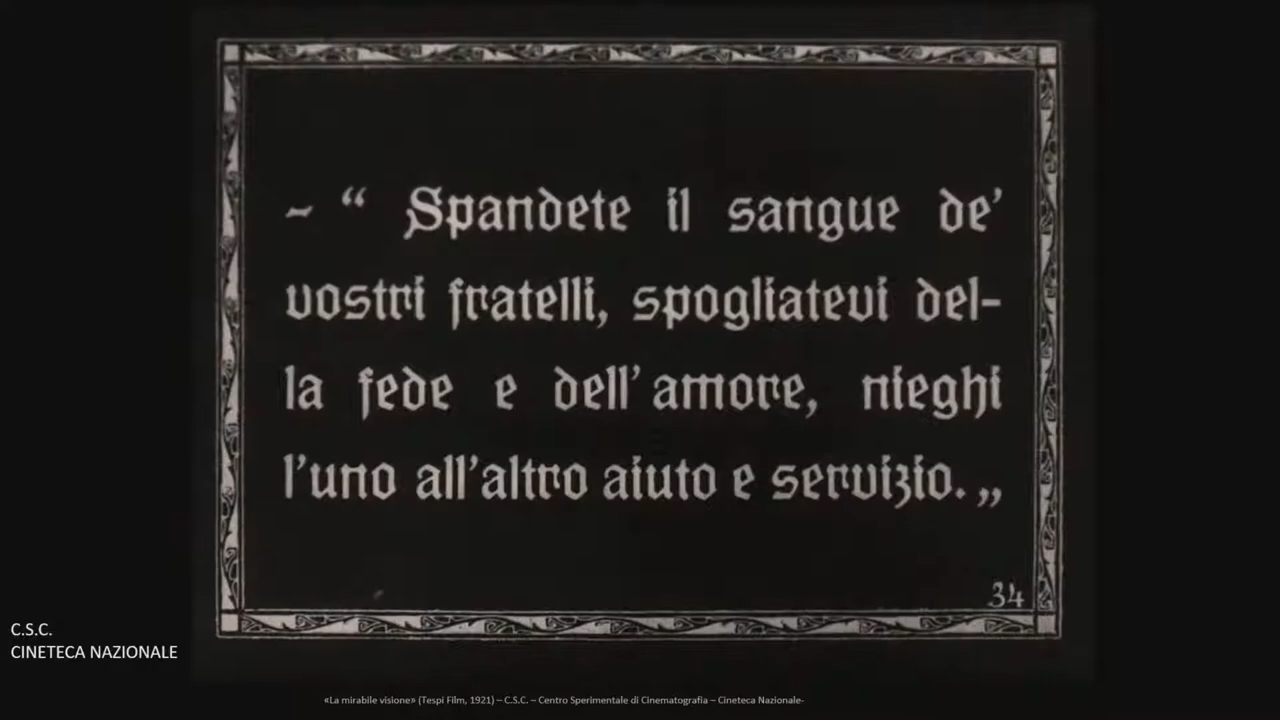 ~ “ Spandete il sangue de’
vostri fratelli, spogliatevi del-
la fede e dell’amore, nieghi
l’uno all’altro aiuto e servizio. „
34
C.S.C.
CINETECA NAZIONALE
«La mirabile visione» (Tespi Film, 1921) – C.S.C. – Centro Sperimentale di Cinematografia – Cineteca Nazionale-